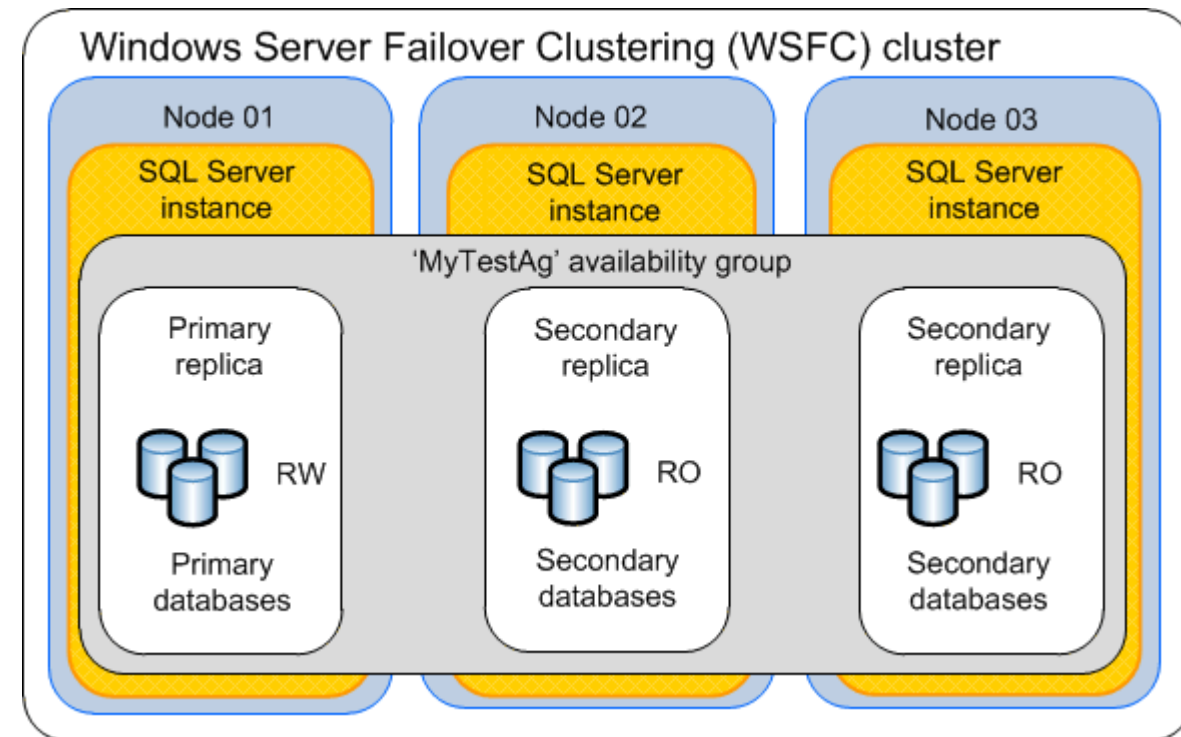 Windows Server Failover Clustering (WSFC) cluster
Node 01
SQL Server
instance
Node 02
SQL Server
instance
Node 03
SQL Server
instance
‘MyTestAg’ availability group
Primary
replica
RW
Primary
databases
Secondary
replica
RO
Secondary
databases
Secondary
replica
RO
Secondary
databases